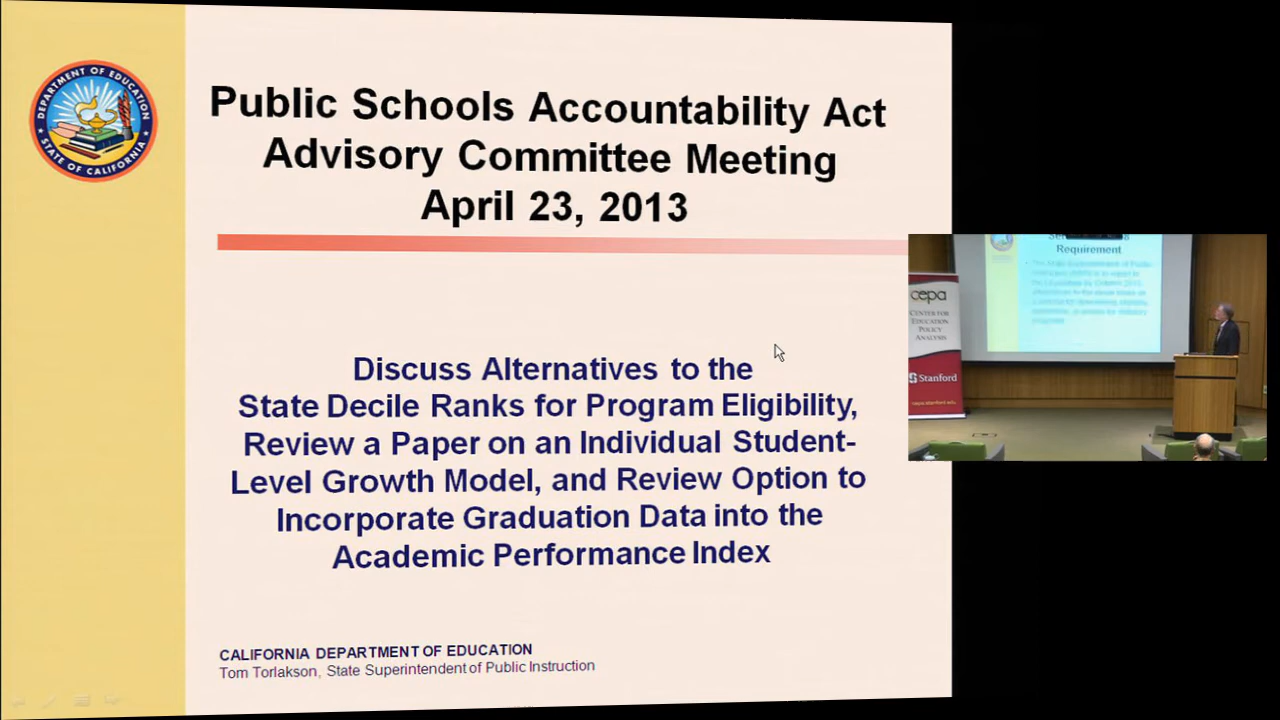 DEPARTMENT OF EDUCATION
STATE OF CALIFORNIA
Public Schools Accountability Act
Advisory Committee Meeting
April 23, 2013
Discuss Alternatives to the
State Decile Ranks for Program Eligibility,
Review a Paper on an Individual Student-
Level Growth Model, and Review Option to
Incorporate Graduation Data into the
Academic Performance Index
CALIFORNIA DEPARTMENT OF EDUCATION
Tom Torlakson, State Superintendent of Public Instruction
Requirement
cepa
CENTER FOR
EDUCATION
POLICY
ANALYSIS
Stanford